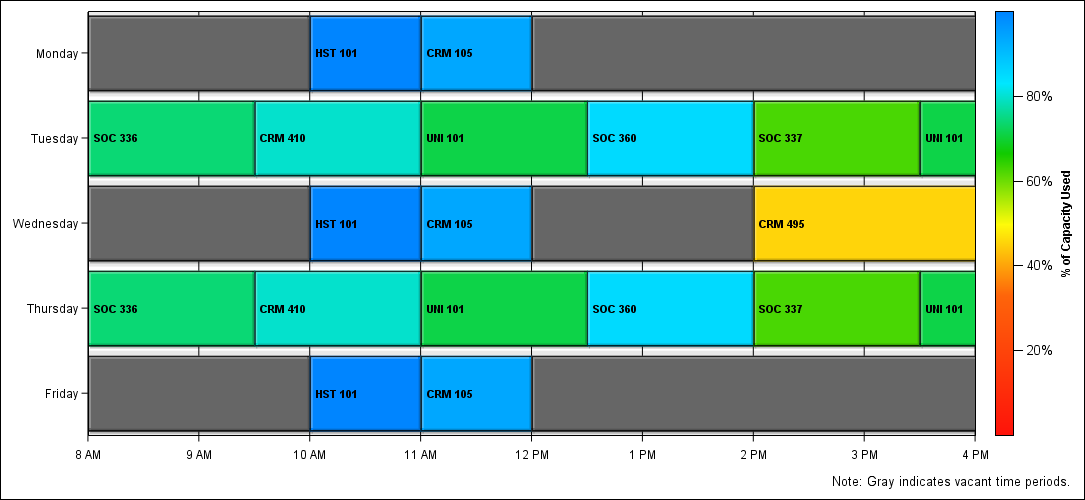 Monday
HST 101
CRM 105
Tuesday
SOC 336
CRM 410
UNI 101
SOC 360
SOC 337
UNI 101
Wednesday
HST 101
CRM 105
CRM 495
Thursday
SOC 336
CRM 410
UNI 101
SOC 360
SOC 337
UNI 101
Friday
HST 101
CRM 105
8 AM
9 AM
10 AM
11 AM
12 PM
1 PM
2 PM
3 PM
4 PM
80%
60%
40%
20%
% of Capacity Used
Note: Gray indicates vacant time periods.